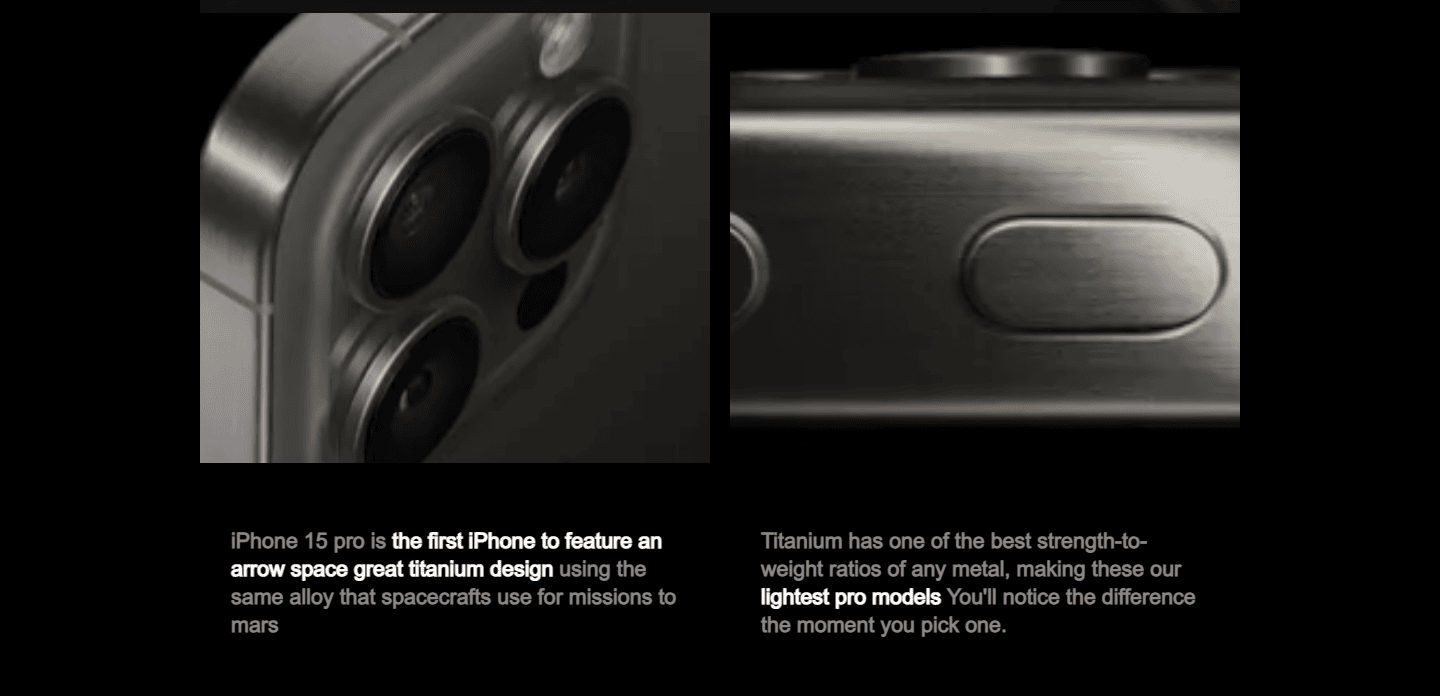 iPhone 15 pro is the first iPhone to feature an
arrow space great titanium design using the
same alloy that spacecrafts use for missions to
mars
Titanium has one of the best strength-to-
weight ratios of any metal, making these our
lightest pro models You'll notice the difference
the moment you pick one.